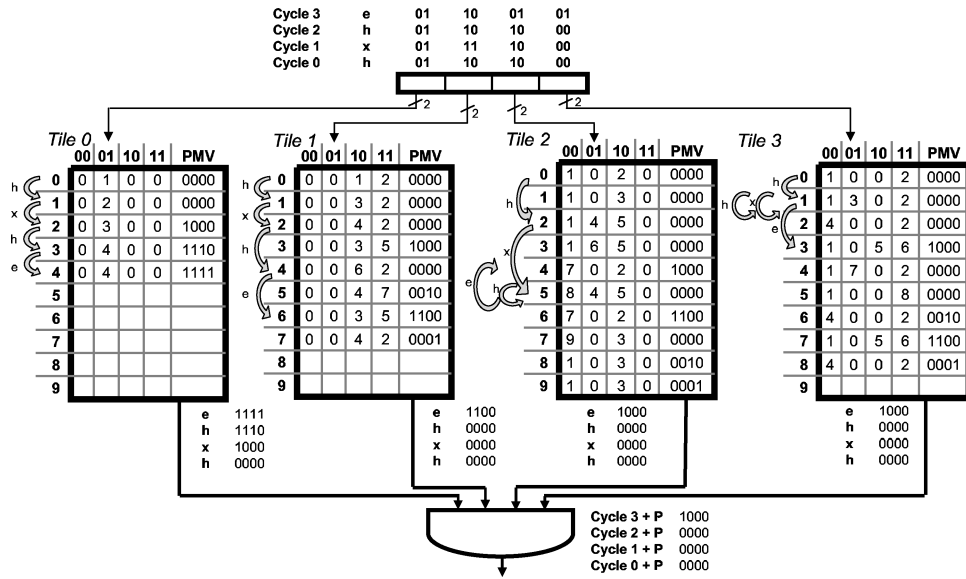 Cycle 3 e 01 10 01 01
Cycle 2 h 01 10 10 00
Cycle 1 x 01 11 10 00
Cycle 0 h 01 10 10 00
2 2 2 2
Tile 0
00 01 10 11 PMV
0 0 1 0 0 0000
1 0 2 0 0 0000
2 0 3 0 0 1000
3 0 4 0 0 1110
4 0 4 0 0 1111
5
6
7
8
9
h
x
h
e
Tile 1
00 01 10 11 PMV
0 0 0 1 2 0000
1 0 0 3 2 0000
2 0 0 4 2 0000
3 0 0 3 5 1000
4 0 0 6 2 0000
5 0 0 4 7 0010
6 0 0 3 5 1100
7 0 0 4 2 0001
8
9
h
x
h
e
Tile 2
00 01 10 11 PMV
0 1 0 2 0 0000
1 1 0 3 0 0000
2 1 4 5 0 0000
3 1 6 5 0 0000
4 7 0 2 0 1000
5 8 4 5 0 0000
6 7 0 2 0 1100
7 9 0 3 0 0000
8 1 0 3 0 0010
9 1 0 3 0 0001
h
x
e
h
Tile 3
00 01 10 11 PMV
0 1 0 0 2 0000
1 1 3 0 2 0000
2 4 0 0 2 0000
3 1 0 5 6 1000
4 1 7 0 2 0000
5 1 0 0 8 0000
6 4 0 0 2 0010
7 1 0 5 6 1100
8 4 0 0 2 0001
9
h
h
x
e
e 1111
h 1110
x 1000
h 0000
e 1100
h 0000
x 0000
h 0000
e 1000
h 0000
x 0000
h 0000
e 1000
h 0000
x 0000
h 0000
Cycle 3 + P 1000
Cycle 2 + P 0000
Cycle 1 + P 0000
Cycle 0 + P 0000